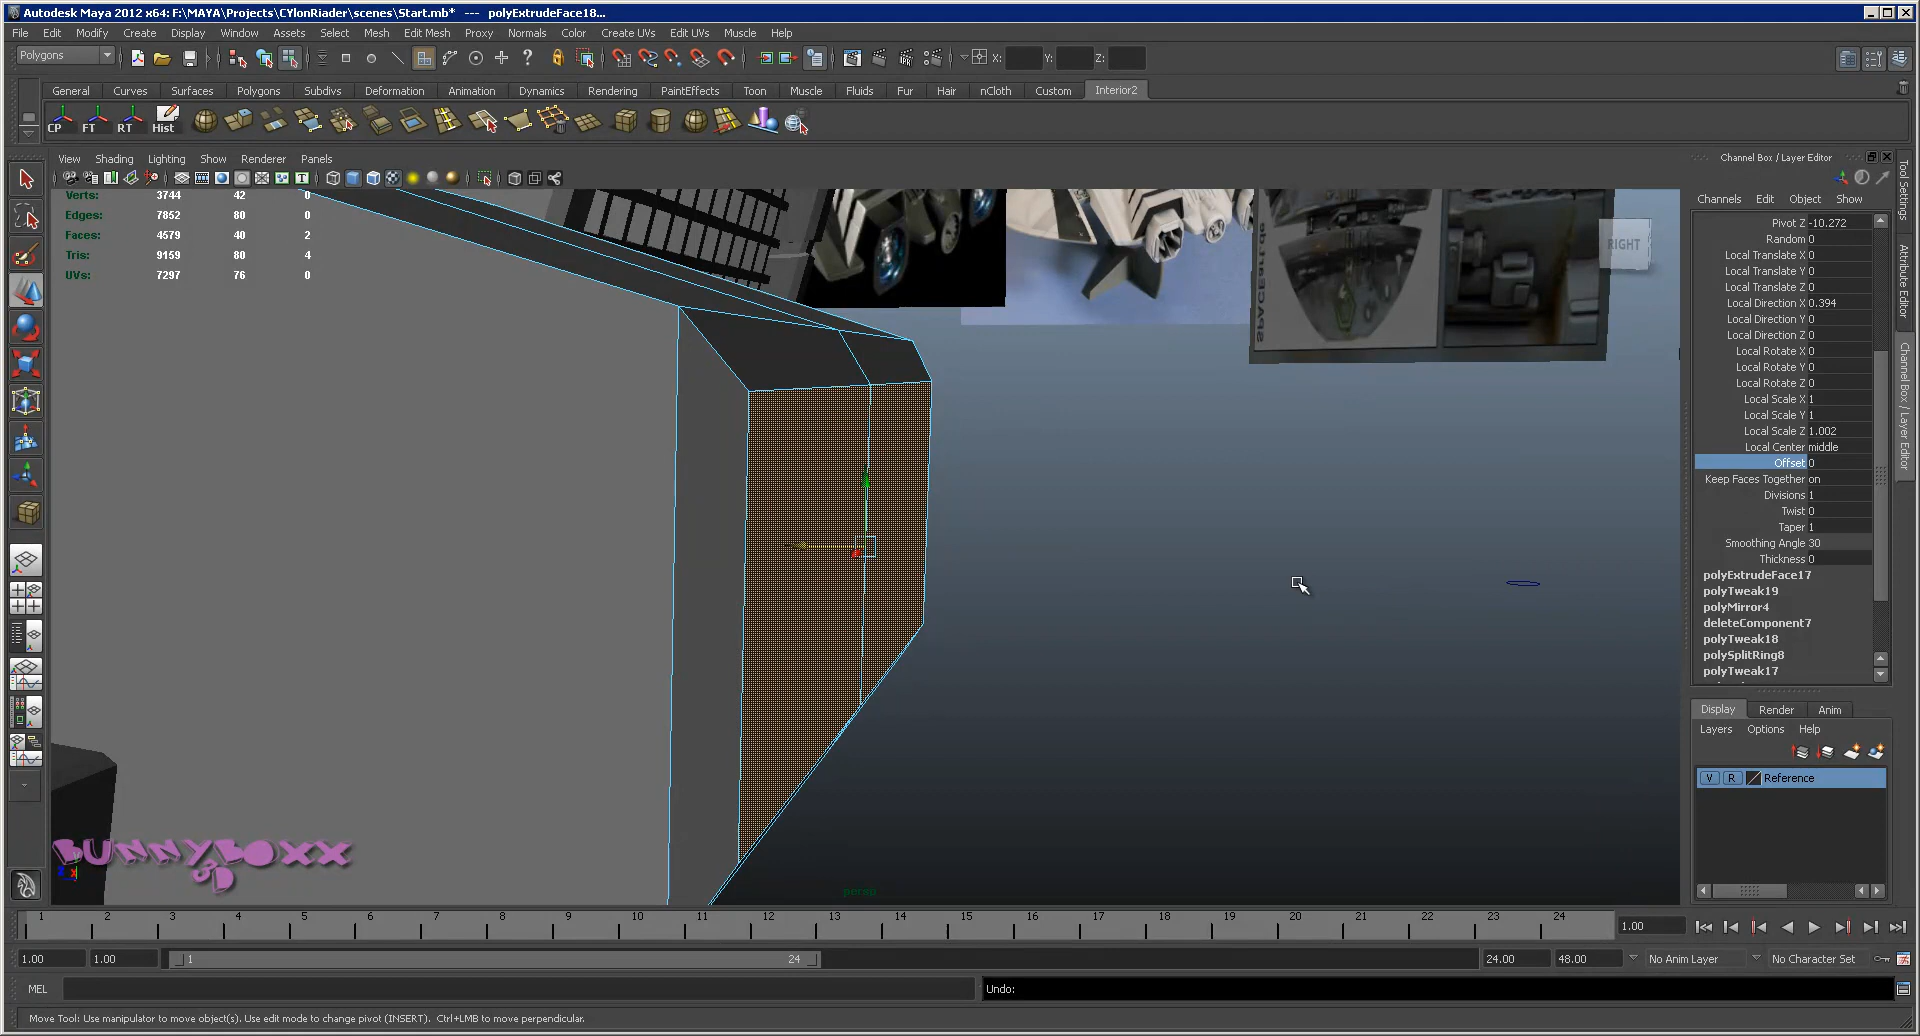 Autodesk Maya 2012 x64: F:\MAYA\Projects\CYlonRiader\scenes\Start.mb* --- polyExtrudeFace18...
File Edit Modify Create Display Window Assets Select Mesh Edit Mesh Proxy Normals Color Create UVs Edit UVs Muscle Help
Polygons X: Y: Z:
General Curves Surfaces Polygons Subdivs Deformation Animation Dynamics Rendering PaintEffects Toon Muscle Fluids Fur Hair nCloth Custom Interior2
CP FT RT Hist
View Shading Lighting Show Renderer Panels
Channel Box / Layer Editor
Verts: 3744 42 0
Edges: 7852 80 0
Faces: 4579 40 2
Tris: 9159 80 4
UVs: 7297 76 0
RIGHT
Channels Edit Object Show
Pivot Z -10.272
Random 0
Local Translate X 0
Local Translate Y 0
Local Translate Z 0
Local Direction X 0.394
Local Direction Y 0
Local Direction Z 0
Local Rotate X 0
Local Rotate Y 0
Local Rotate Z 0
Local Scale X 1
Local Scale Y 1
Local Scale Z 1.002
Local Center middle
Offset 0
Keep Faces Together on
Divisions 1
Twist 0
Taper 1
Smoothing Angle 30
Thickness 0
polyExtrudeFace17
polyTweak19
polyMirror4
deleteComponent7
polyTweak18
polySplitRing8
polyTweak17
Tool Settings
Attribute Editor
Channel Box / Layer Editor
Display Render Anim
Layers Options Help
V R Reference
BUNNYBOXX
3D
persp
1 2 3 4 5 6 7 8 9 10 11 12 13 14 15 16 17 18 19 20 21 22 23 24 1.00
1.00 1.00 1 24 24.00 48.00 No Anim Layer No Character Set
MEL Undo:
Move Tool: Use manipulator to move object(s). Use edit mode to change pivot (INSERT). Ctrl+LMB to move perpendicular.